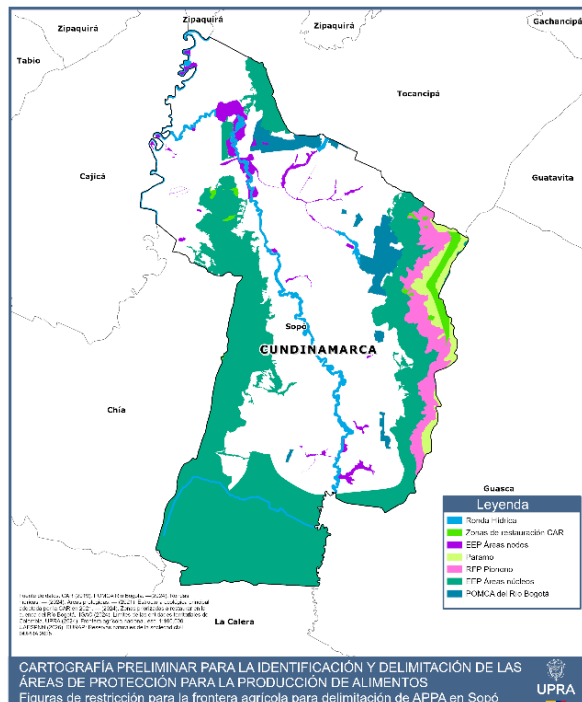 Zipaquirá
Zipaquirá
Zipaquirá
Gachancipá
Tabio
Tocancipá
Cajicá
Guatavita
Sopó
CUNDINAMARCA
Chía
Guasca
La Calera
Leyenda
Ronda Hídrica
Zonas de restauración CAR
EEP Áreas nodos
Páramo
RFP Pionono
EEP Áreas núcleos
POMCA del Río Bogotá
CARTOGRAFÍA PRELIMINAR PARA LA IDENTIFICACIÓN Y DELIMITACIÓN DE LAS
ÁREAS DE PROTECCIÓN PARA LA PRODUCCIÓN DE ALIMENTOS
Figuras de restricción para la frontera agrícola para delimitación de APPA en Sopó
UPRA